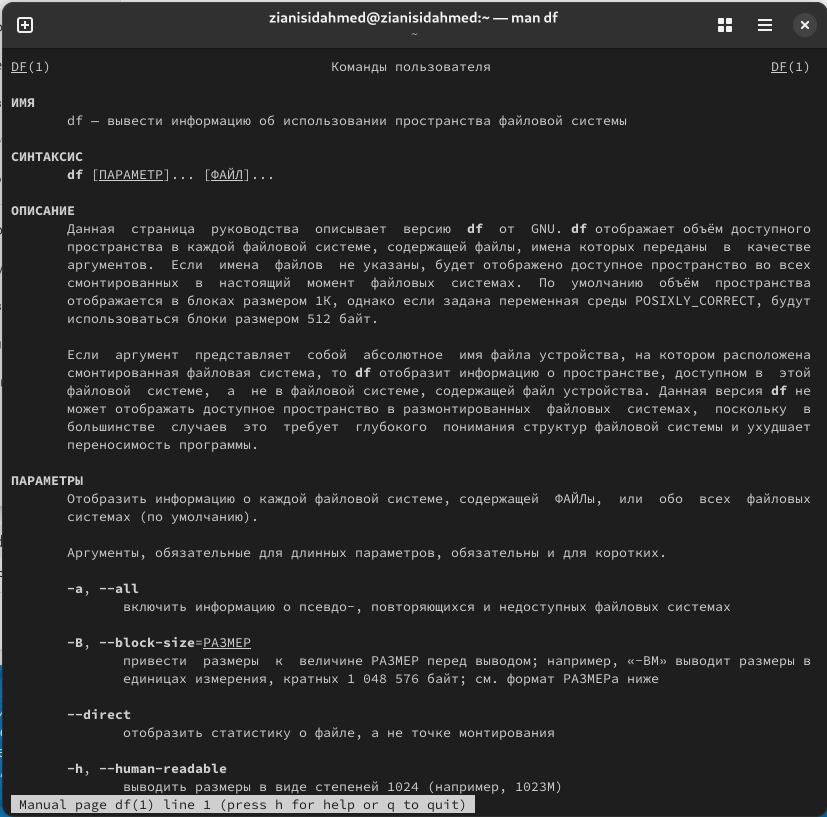 zianisidahmed@zianisidahmed:~ — man df
~
DF(1) Команды пользователя DF(1)
ИМЯ
df — вывести информацию об использовании пространства файловой системы
СИНТАКСИС
df [ПАРАМЕТР]... [ФАЙЛ]...
ОПИСАНИЕ
Данная страница руководства описывает версию df от GNU. df отображает объём доступного
пространства в каждой файловой системе, содержащей файлы, имена которых переданы в качестве
аргументов. Если имена файлов не указаны, будет отображено доступное пространство во всех
смонтированных в настоящий момент файловых системах. По умолчанию объём пространства
отображается в блоках размером 1K, однако если задана переменная среды POSIXLY_CORRECT, будут
использоваться блоки размером 512 байт.
Если аргумент представляет собой абсолютное имя файла устройства, на котором расположена
смонтированная файловая система, то df отобразит информацию о пространстве, доступном в этой
файловой системе, а не в файловой системе, содержащей файл устройства. Данная версия df не
может отображать доступное пространство в размонтированных файловых системах, поскольку в
большинстве случаев это требует глубокого понимания структур файловой системы и ухудшает
переносимость программы.
ПАРАМЕТРЫ
Отобразить информацию о каждой файловой системе, содержащей ФАЙЛы, или обо всех файловых
системах (по умолчанию).
Аргументы, обязательные для длинных параметров, обязательны и для коротких.
-a, --all
включить информацию о псевдо-, повторяющихся и недоступных файловых системах
-B, --block-size=РАЗМЕР
привести размеры к величине РАЗМЕР перед выводом; например, «-BM» выводит размеры в
единицах измерения, кратных 1 048 576 байт; см. формат РАЗМЕРа ниже
--direct
отобразить статистику о файле, а не точке монтирования
-h, --human-readable
выводить размеры в виде степеней 1024 (например, 1023M)
Manual page df(1) line 1 (press h for help or q to quit)